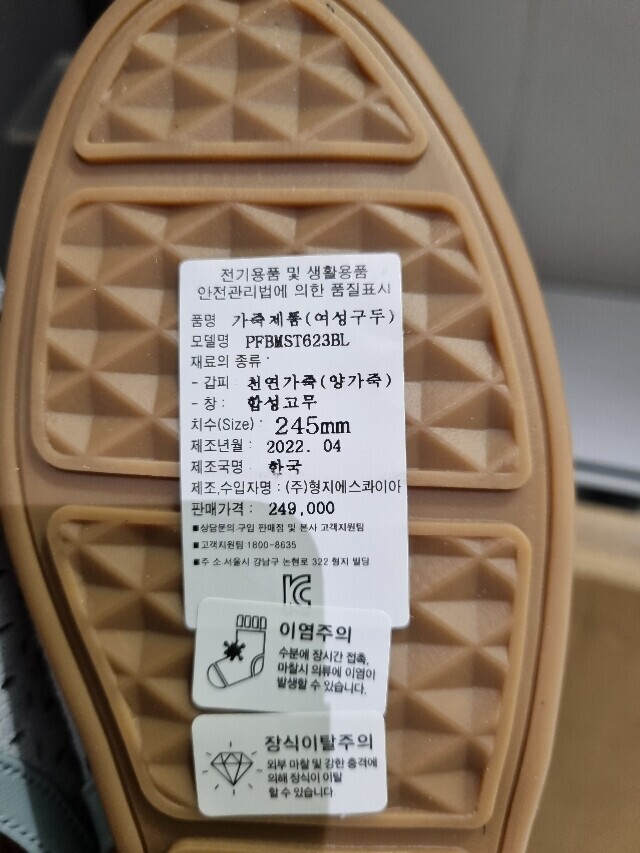 전기용품 및 생활용품
안전관리법에 의한 품질표시
품명 가죽제품(여성구두)
모델명 PFBMST623BL
재료의 종류 :
- 갑피 천연가죽(양가죽)
- 창 : 합성고무
치수(Size) : 245mm
제조년월 : 2022. 04
제조국명 : 한국
제조,수입자명 : (주)형지에스콰이아
판매가격 : 249,000
■상담문의:구입 판매점 및 본사 고객지원팀
■고객지원팀 1800-8635
■주 소 서울시 강남구 논현로 322 형지 빌딩
이염주의
수분에 장시간 접촉,
마찰시 의류에 이염이
발생할 수 있습니다.
장식이탈주의
외부 마찰 및 강한 충격에
의해 장식이 이탈
할 수 있습니다.